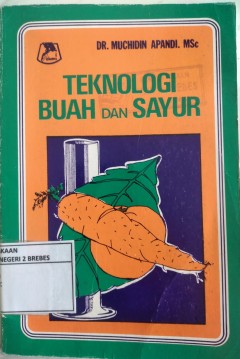 DR. MUCHIDIN APANDI. MSc
TEKNOLOGI
BUAH DAN SAYUR
KAAN
NEGERI 2 BREBES